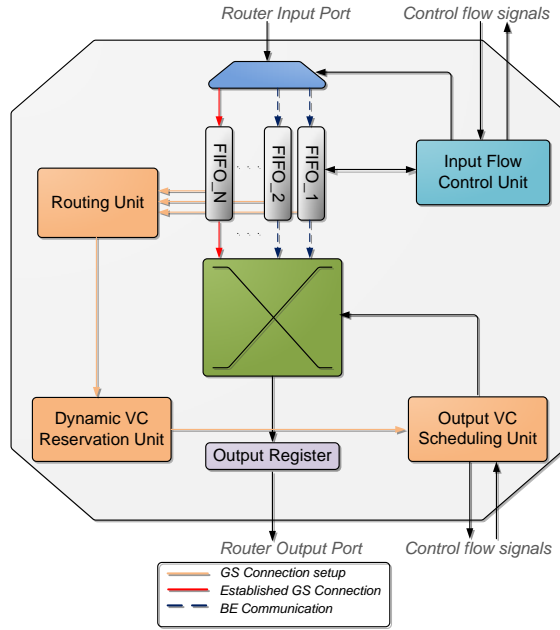 Router Input Port
Control flow signals
FIFO_N
FIFO_2
FIFO_1
. . . .
Input Flow
Control Unit
Routing Unit
. . . .
Dynamic VC
Reservation Unit
Output VC
Scheduling Unit
Output Register
Router Output Port
Control flow signals
GS Connection setup
Established GS Connection
BE Communication